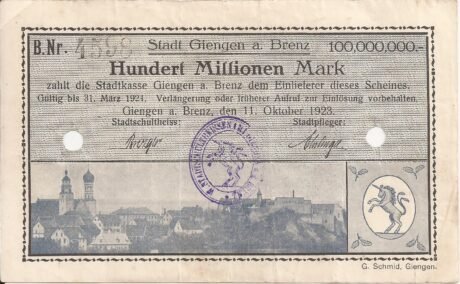 B.Nr. 4599 Stadt Giengen a. Brenz 100,000,000.-
Hundert Millionen Mark
zahlt die Stadtkasse Giengen a. Brenz dem Einlieferer dieses Scheines.
Gültig bis 31. März 1924. Verlängerung oder früherer Aufruf zur Einlösung vorbehalten.
Giengen a. Brenz, den 11. Oktober 1923.
Stadtschultheiss: Stadtpfleger:
G. Schmid, Giengen.